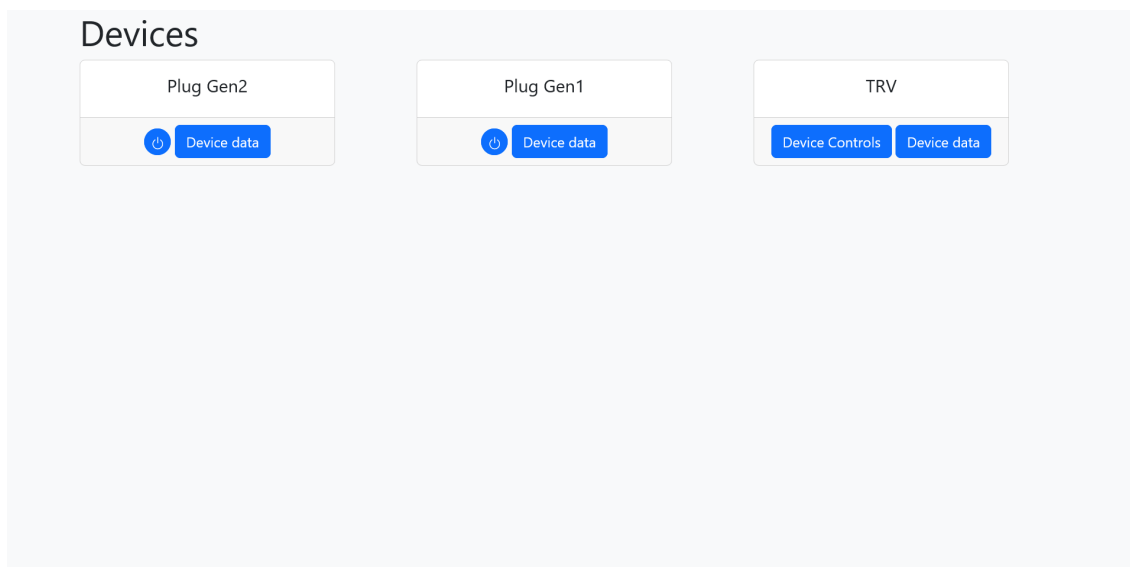 Devices
Plug Gen2
Device data
Plug Gen1
Device data
TRV
Device Controls Device data